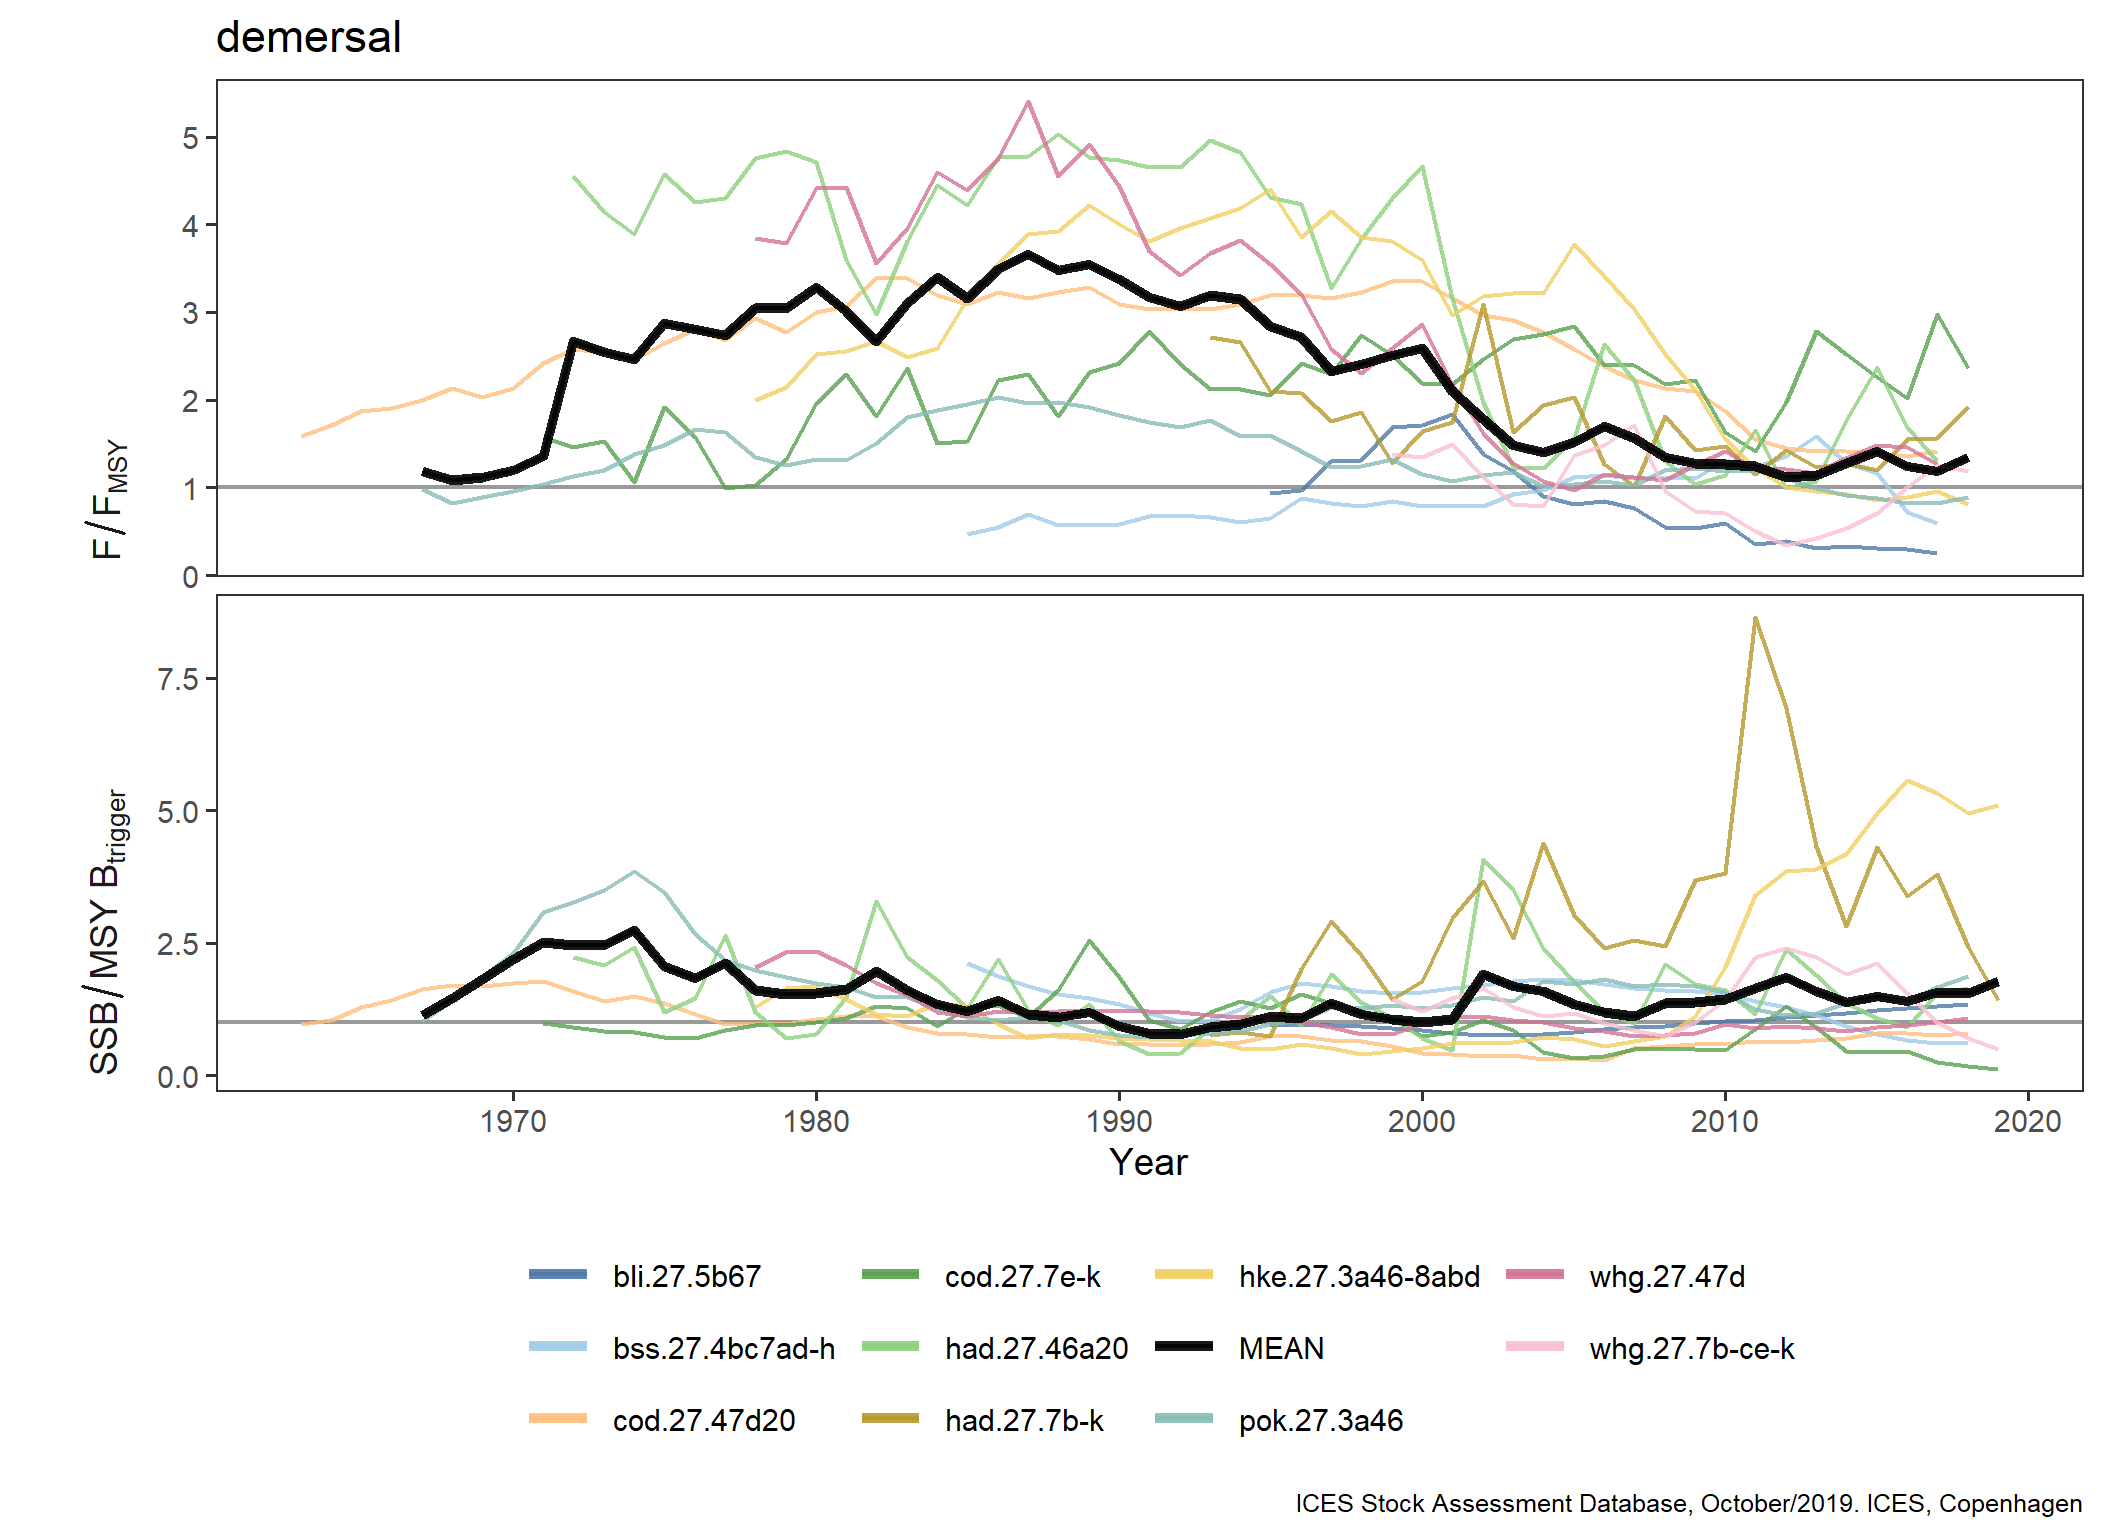 demersal
5
4
3
2
1
0
F/FMSY
7.5
5.0
2.5
0.0
SSB/MSY Btrigger
1970 1980 1990 2000 2010 2020
Year
bli.27.5b67 cod.27.7e-k hke.27.3a46-8abd whg.27.47d
bss.27.4bc7ad-h had.27.46a20 MEAN whg.27.7b-ce-k
cod.27.47d20 had.27.7b-k pok.27.3a46
ICES Stock Assessment Database, October/2019. ICES, Copenhagen